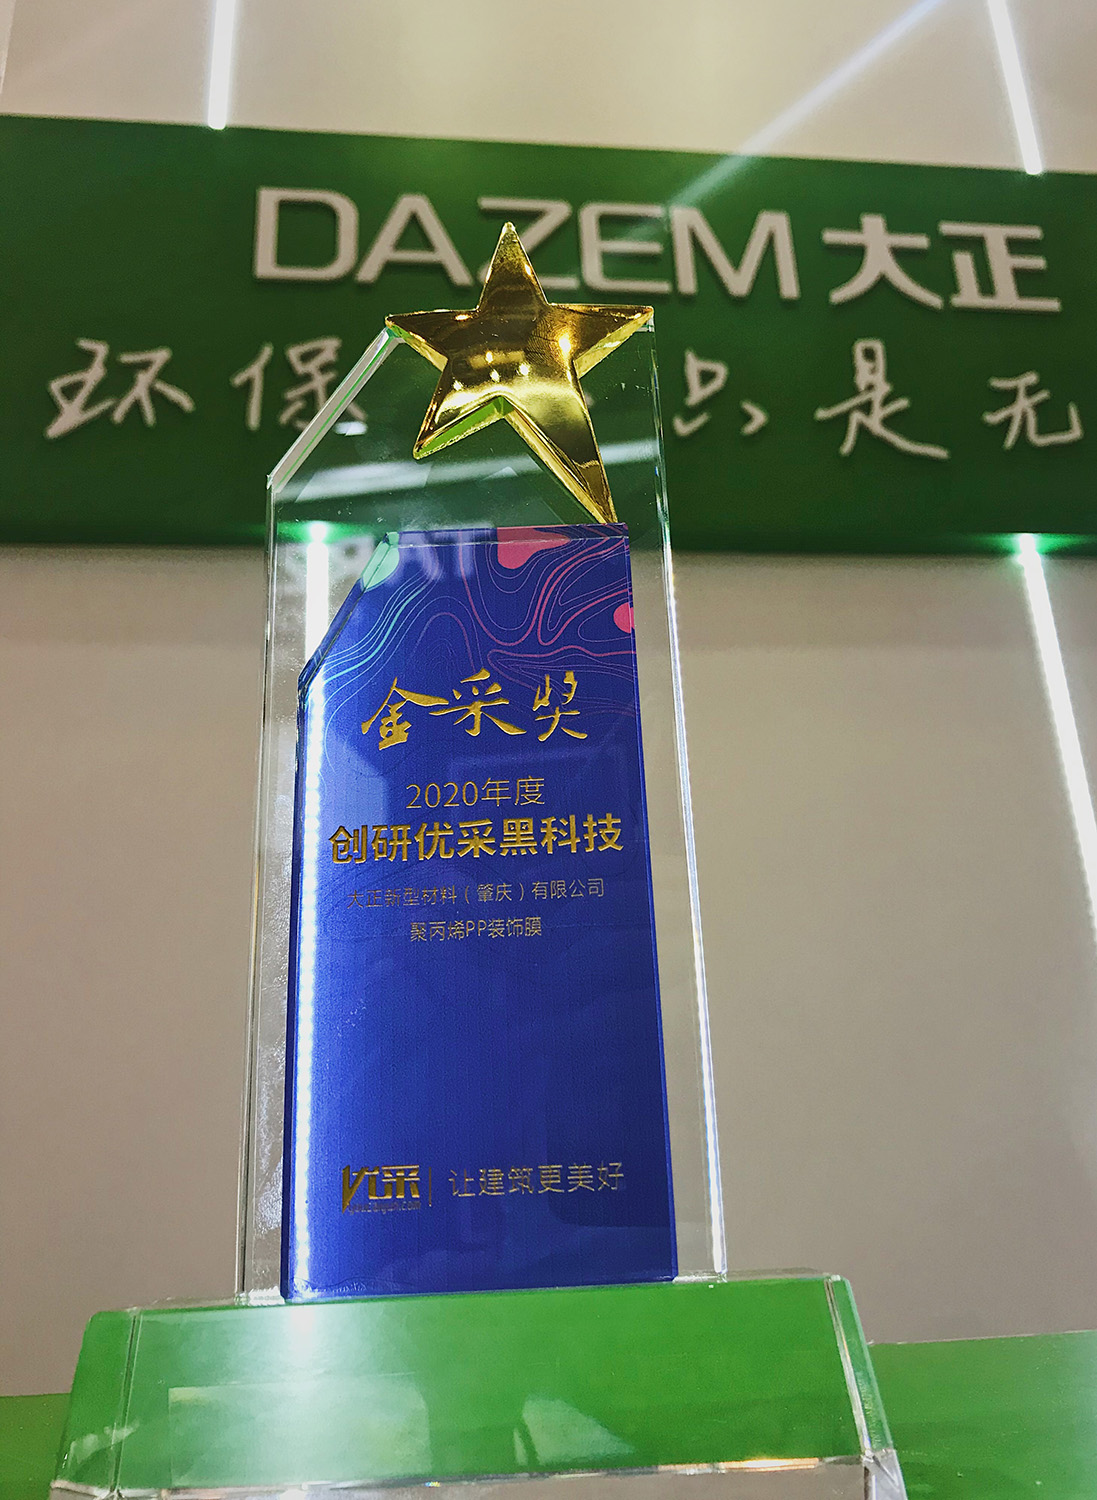 DAZEM 大正
环保 只是无
金采奖
2020年度
创研优采黑科技
大正新型材料（肇庆）有限公司
聚丙烯PP装饰膜
优采 | 让建筑更美好